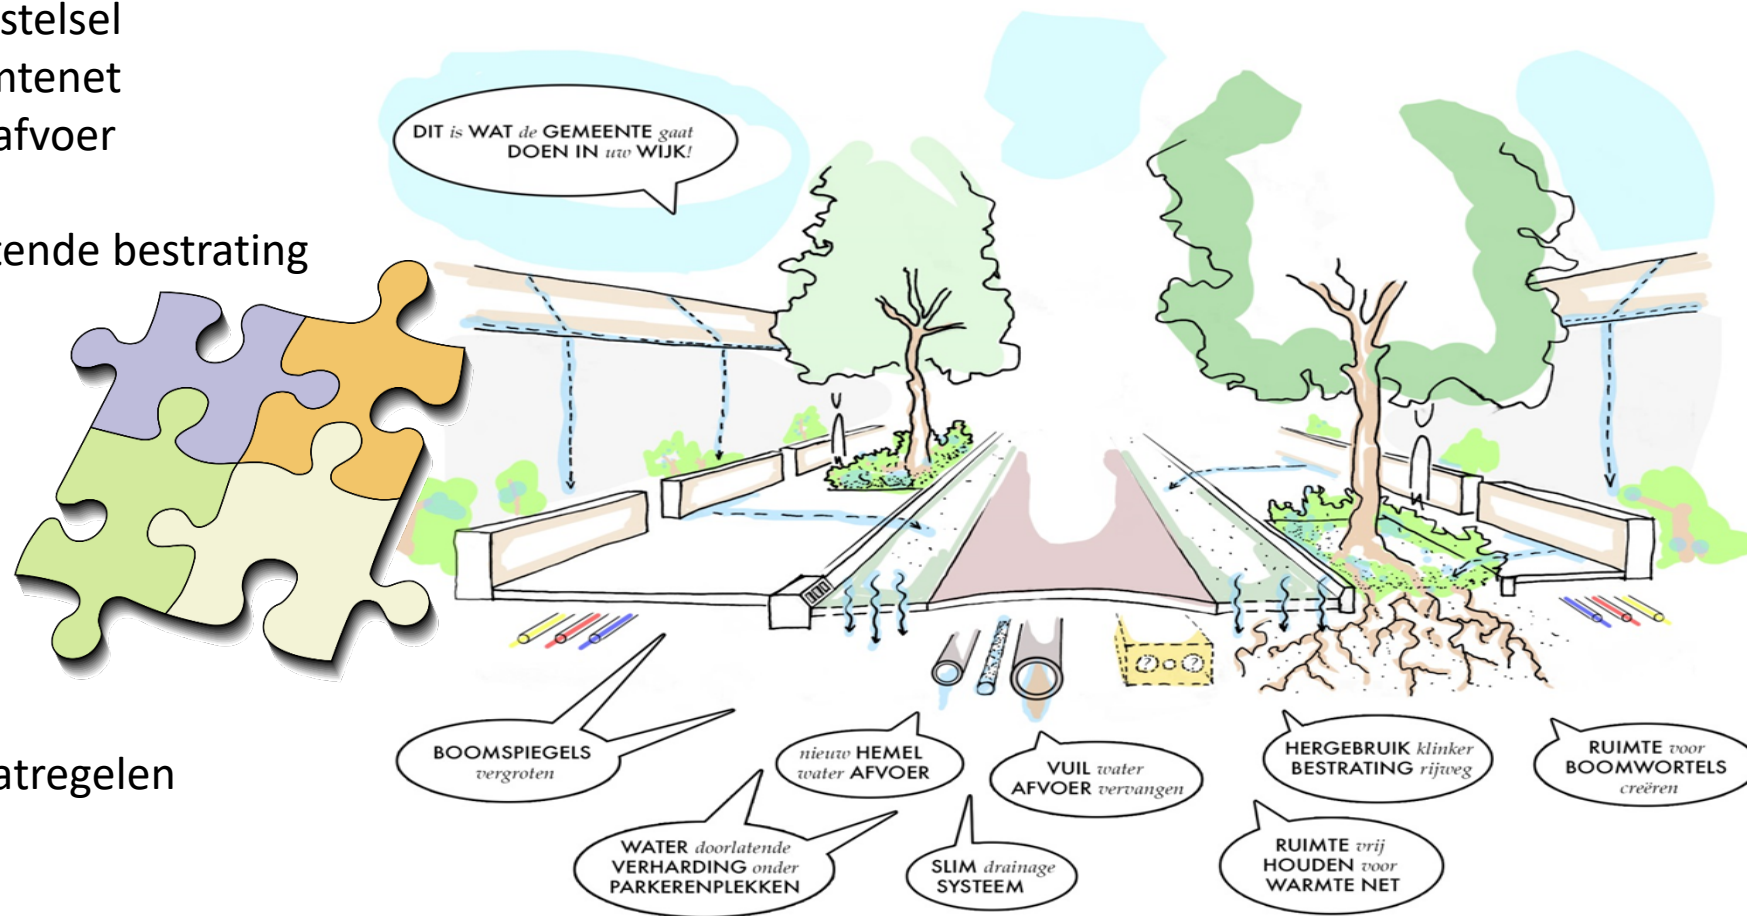 stelsel
mtenet
afvoer
tende bestrating
atregelen
DIT is WAT de GEMEENTE gaat
DOEN IN uw WIJK!
BOOMSPIEGELS
vergroten
nieuw HEMEL
water AFVOER
VUIL water
AFVOER vervangen
HERGEBRUIK klinker
BESTRATING rijweg
RUIMTE voor
BOOMWORTELS
creëren
WATER doorlatende
VERHARDING onder
PARKERENPLEKKEN
SLIM drainage
SYSTEEM
RUIMTE vrij
HOUDEN voor
WARMTE NET
? ?